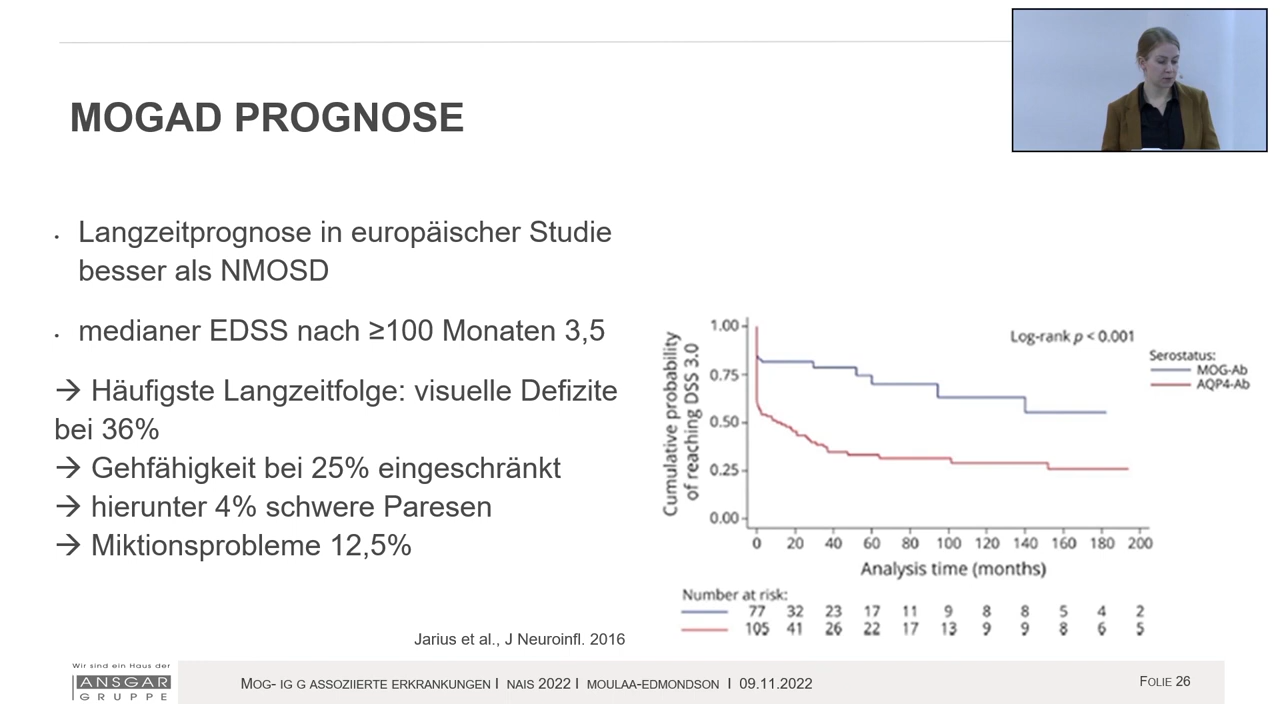 MOGAD PROGNOSE
· Langzeitprognose in europäischer Studie
besser als NMOSD
· medianer EDSS nach ≥100 Monaten 3,5
→ Häufigste Langzeitfolge: visuelle Defizite
bei 36%
→ Gehfähigkeit bei 25% eingeschränkt
→ hierunter 4% schwere Paresen
→ Miktionsprobleme 12,5%
Jarius et al., J Neuroinfl. 2016
Cumulative probability
of reaching DSS 3.0
1.00
0.75
0.50
0.25
0.00
Log-rank p < 0.001
Serostatus:
MOG-Ab
AQP4-Ab
0 20 40 60 80 100 120 140 160 180 200
Analysis time (months)
Number at risk:
77 32 23 17 11 9 8 8 5 4 2
105 41 26 22 17 13 9 9 8 6 5
Wir sind ein Haus der
ANSGAR
GRUPPE
MOG- IG G ASSOZIIERTE ERKRANKUNGEN I NAIS 2022 I MOULAA-EDMONDSON I 09.11.2022
FOLIE 26